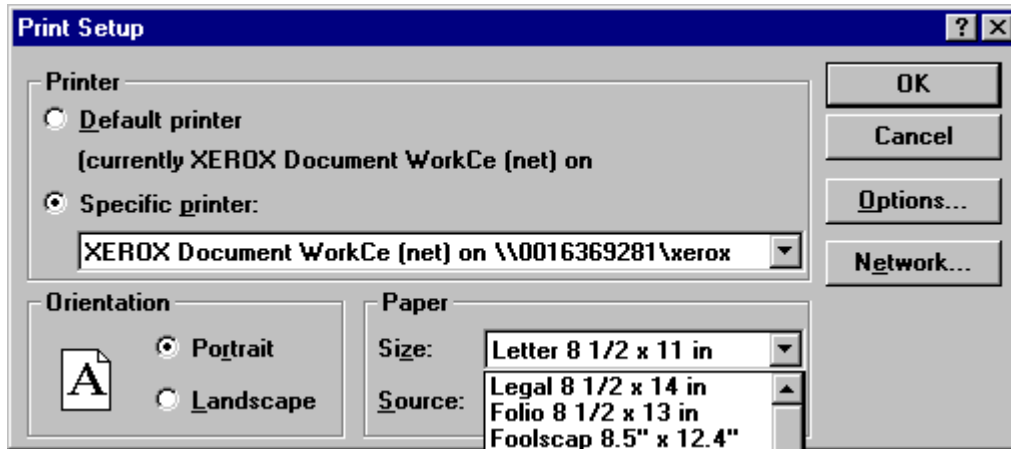 Print Setup
Printer
Default printer
(currently XEROX Document WorkCe (net) on
Specific printer:
XEROX Document WorkCe (net) on \\0016369281\xerox
OK
Cancel
Options...
Network...
Orientation
A
Portrait
Landscape
Paper
Size:
Letter 8 1/2 x 11 in
Source:
Legal 8 1/2 x 14 in
Folio 8 1/2 x 13 in
Foolscap 8.5" x 12.4"